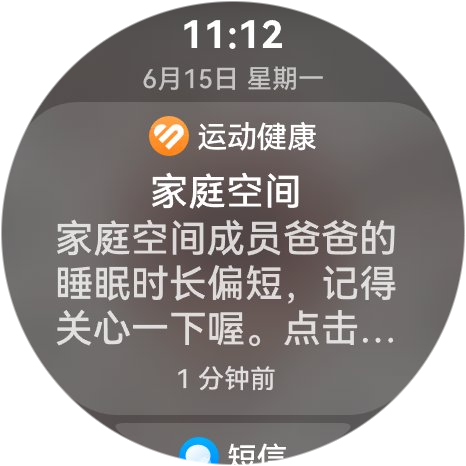 11:12
6月15日 星期一
运动健康
家庭空间
家庭空间成员爸爸的
睡眠时长偏短，记得
关心一下喔。点击...
1 分钟前
短信